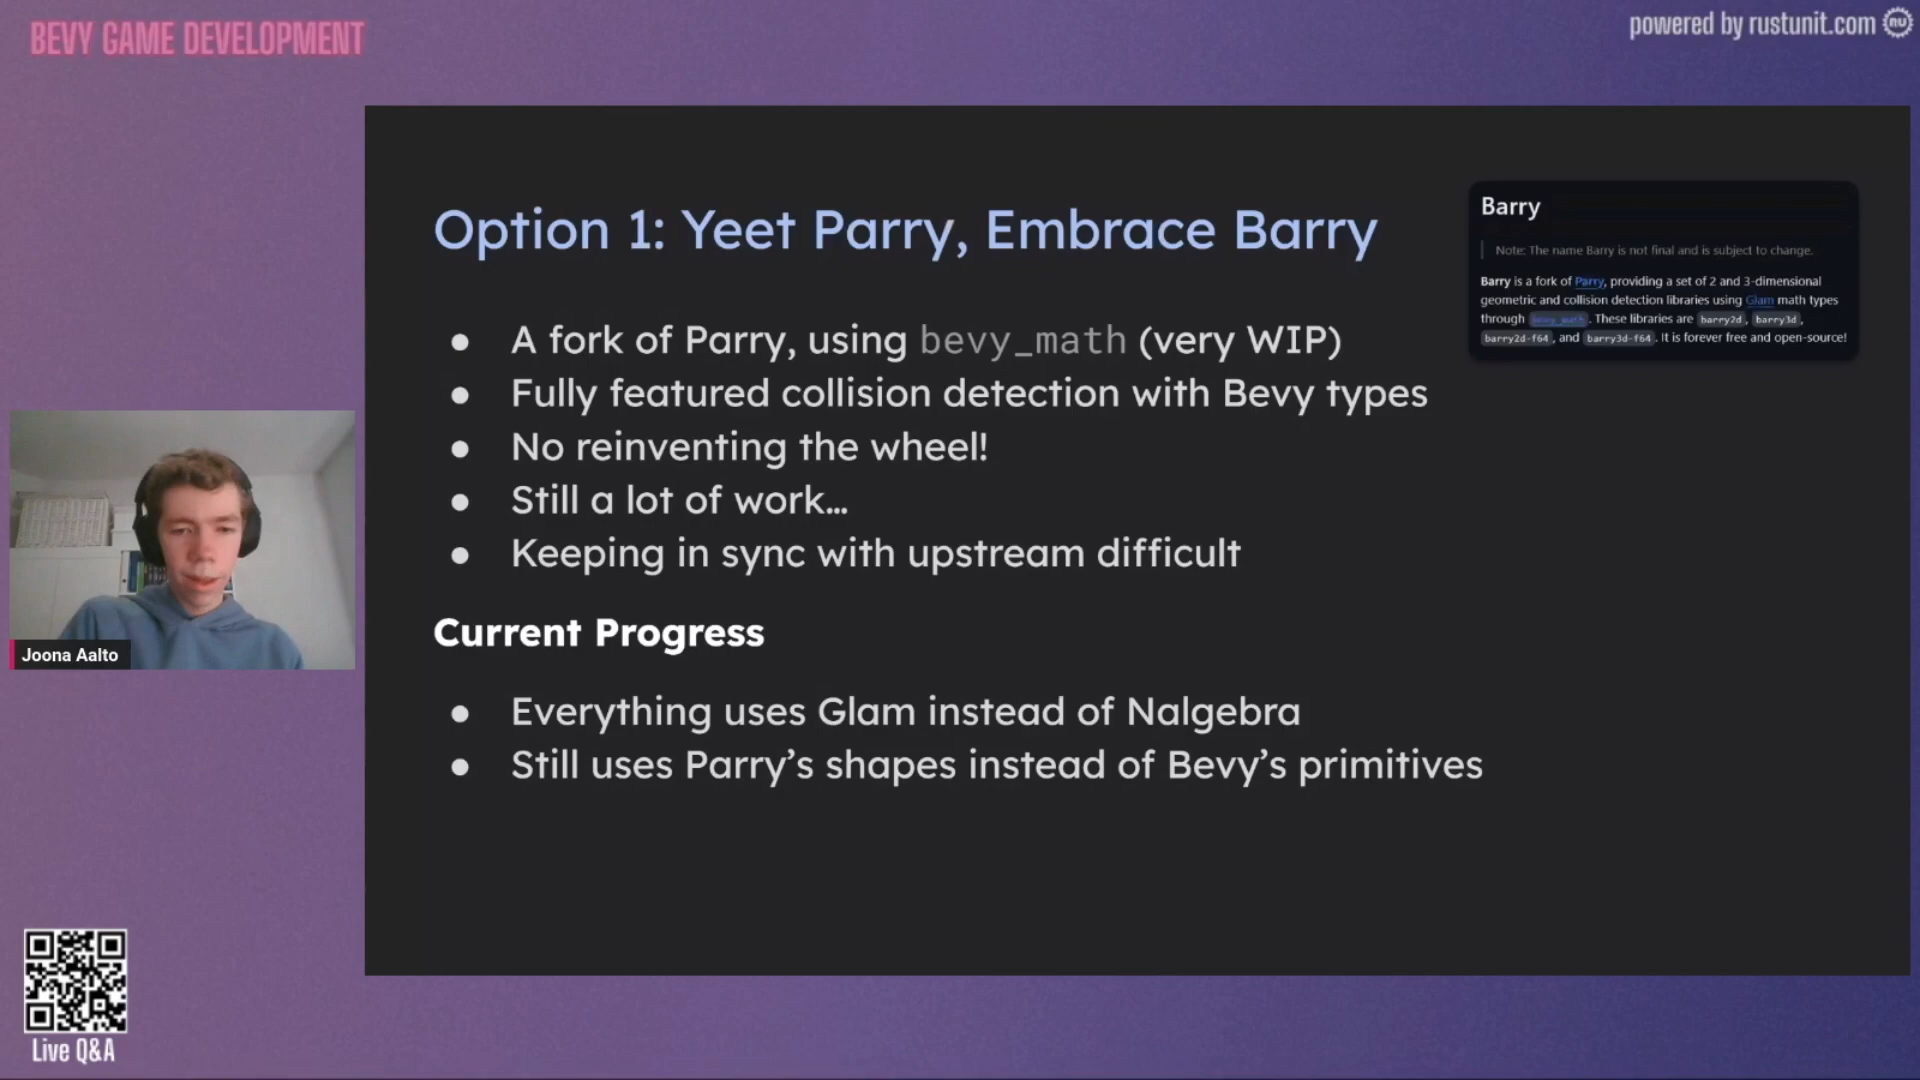 BEVY GAME DEVELOPMENT
powered by rustunit.com
Option 1: Yeet Parry, Embrace Barry
● A fork of Parry, using bevy_math (very WIP)
● Fully featured collision detection with Bevy types
● No reinventing the wheel!
● Still a lot of work…
● Keeping in sync with upstream difficult
Current Progress
● Everything uses Glam instead of Nalgebra
● Still uses Parry’s shapes instead of Bevy’s primitives
Barry
Note: The name Barry is not final and is subject to change.
Barry is a fork of Parry, providing a set of 2 and 3-dimensional
geometric and collision detection libraries using Glam math types
through bevy_math. These libraries are barry2d, barry3d,
barry2d-f64, and barry3d-f64. It is forever free and open-source!
Joona Aalto
Live Q&A